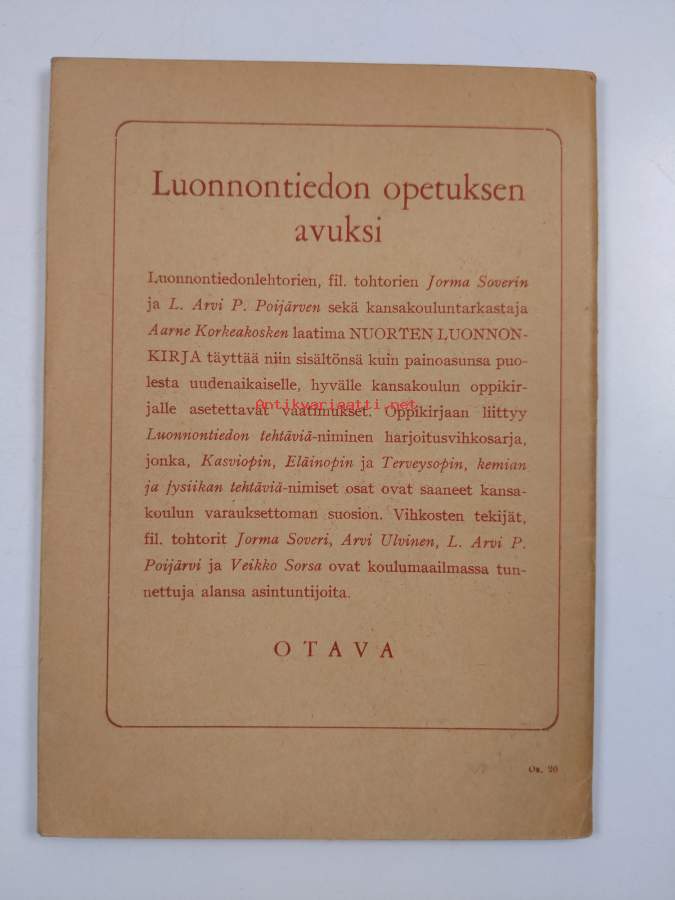 Luonnontiedon opetuksen
avuksi
Luonnontiedonlehtorien, fil. tohtorien Jorma Soverin
ja L. Arvi P. Poijärven sekä kansakouluntarkastaja
Aarne Korkeakosken laatima NUORTEN LUONNON-
KIRJA täyttää niin sisältönsä kuin painoasunsa puo-
lesta uudenaikaiselle, hyvälle kansakoulun oppikir-
jalle asetettavat vaatimukset. Oppikirjaan liittyy
Antikvariaatti.net
Luonnontiedon tehtäviä-niminen harjoitusvihkosarja,
jonka, Kasviopin, Eläinopin ja Terveysopin, kemian
ja fysiikan tehtäviä-nimiset osat ovat saaneet kansa-
koulun varauksettoman suosion. Vihkosten tekijät,
fil. tohtorit Jorma Soveri, Arvi Ulvinen, L. Arvi P.
Poijärvi ja Veikko Sorsa ovat koulumaailmassa tun-
nettuja alansa asintuntijoita.
OTAVA
Os. 20